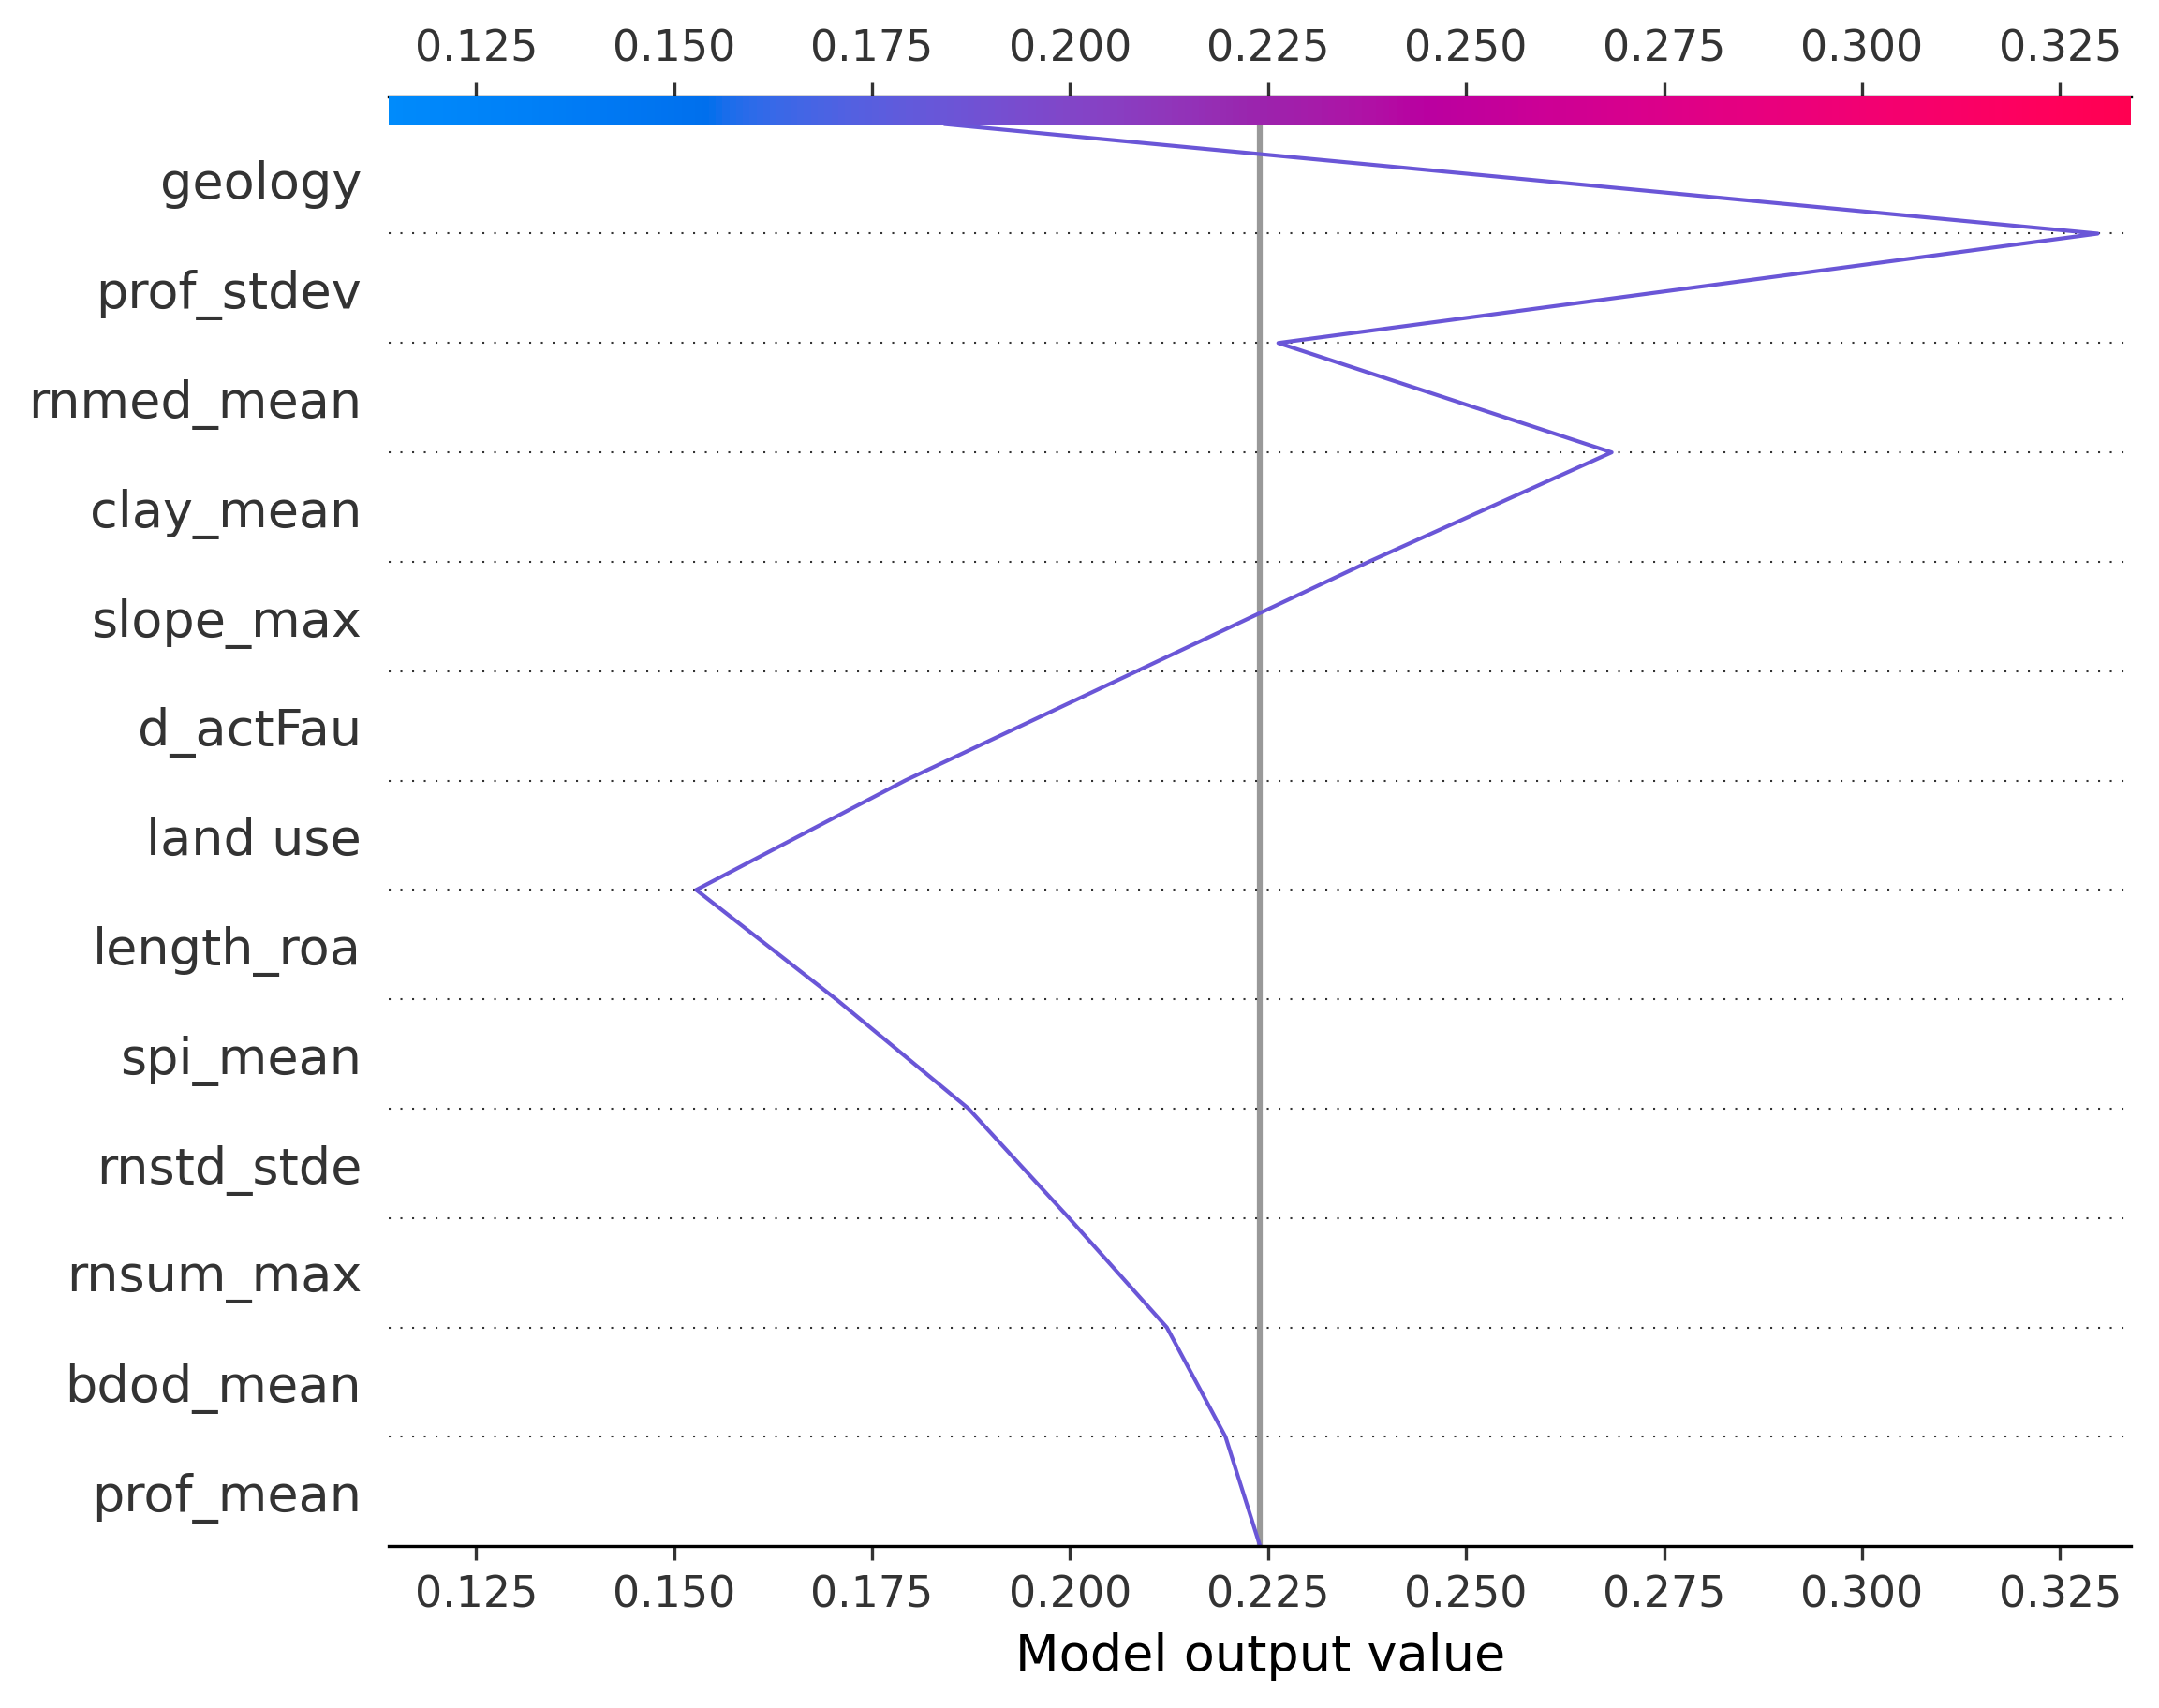 0.125 0.150 0.175 0.200 0.225 0.250 0.275 0.300 0.325
geology
prof_stdev
rnmed_mean
clay_mean
slope_max
d_actFau
land use
length_roa
spi_mean
rnstd_stde
rnsum_max
bdod_mean
prof_mean
0.125 0.150 0.175 0.200 0.225 0.250 0.275 0.300 0.325
Model output value